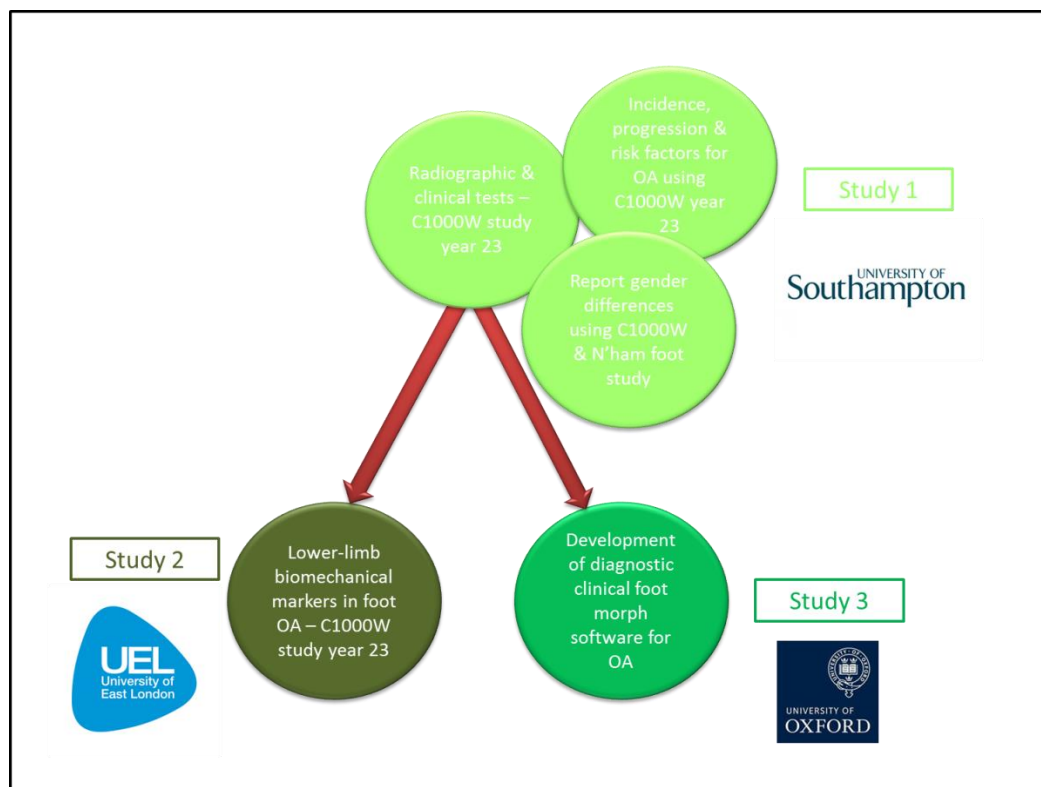 Radiographic &
clinical tests –
C1000W study
year 23
Incidence,
progression &
risk factors for
OA using
C1000W year
23
Report gender
differences
using C1000W
& N'ham foot
study
Study 1
UNIVERSITY OF
Southampton
Study 2
UEL
University of
East London
Lower-limb
biomechanical
markers in foot
OA – C1000W
study year 23
Development
of diagnostic
clinical foot
morph
software for
OA
Study 3
UNIVERSITY OF
OXFORD